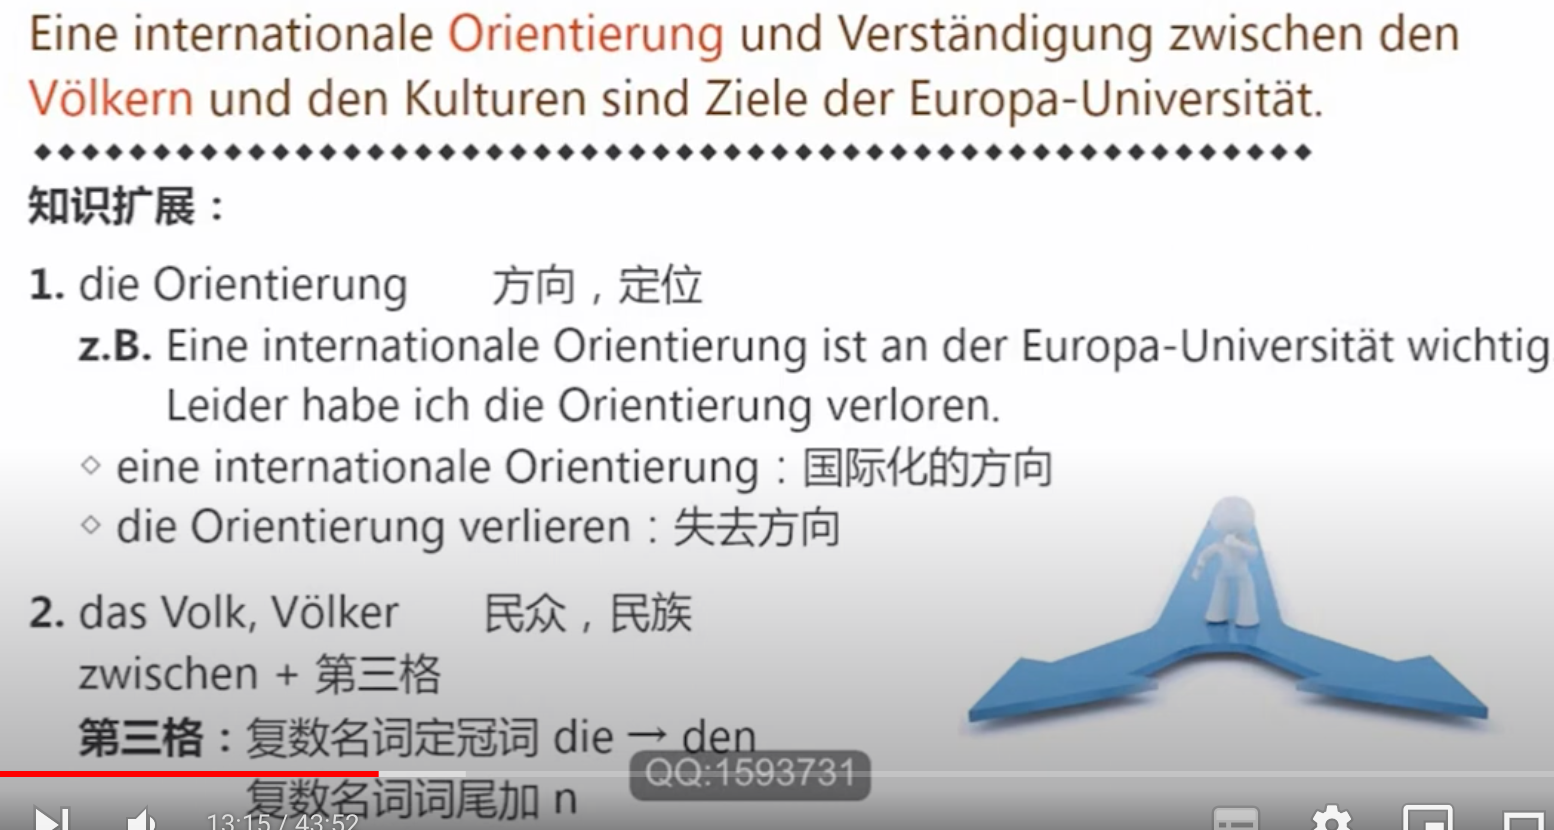 Eine internationale Orientierung und Verständigung zwischen den
Völkern und den Kulturen sind Ziele der Europa-Universität.
知识扩展：
1. die Orientierung 方向，定位
z.B. Eine internationale Orientierung ist an der Europa-Universität wichtig
Leider habe ich die Orientierung verloren.
◇ eine internationale Orientierung：国际化的方向
◇ die Orientierung verlieren：失去方向
2. das Volk, Völker 民众，民族
zwischen + 第三格
第三格：复数名词定冠词 die → den
QQ:1593731
复数名词词尾加 n
13:15 / 43:52